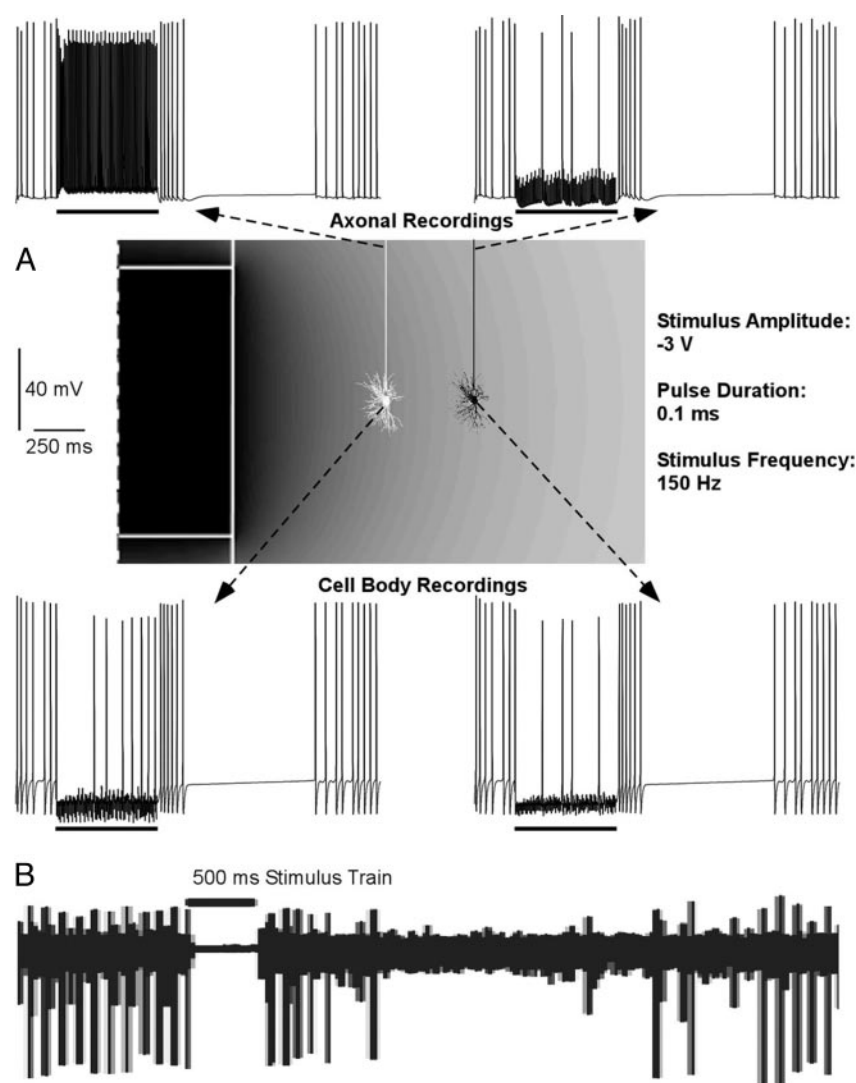 Axonal Recordings
A
Stimulus Amplitude:
-3 V
40 mV
250 ms
Pulse Duration:
0.1 ms
Stimulus Frequency:
150 Hz
Cell Body Recordings
B
500 ms Stimulus Train